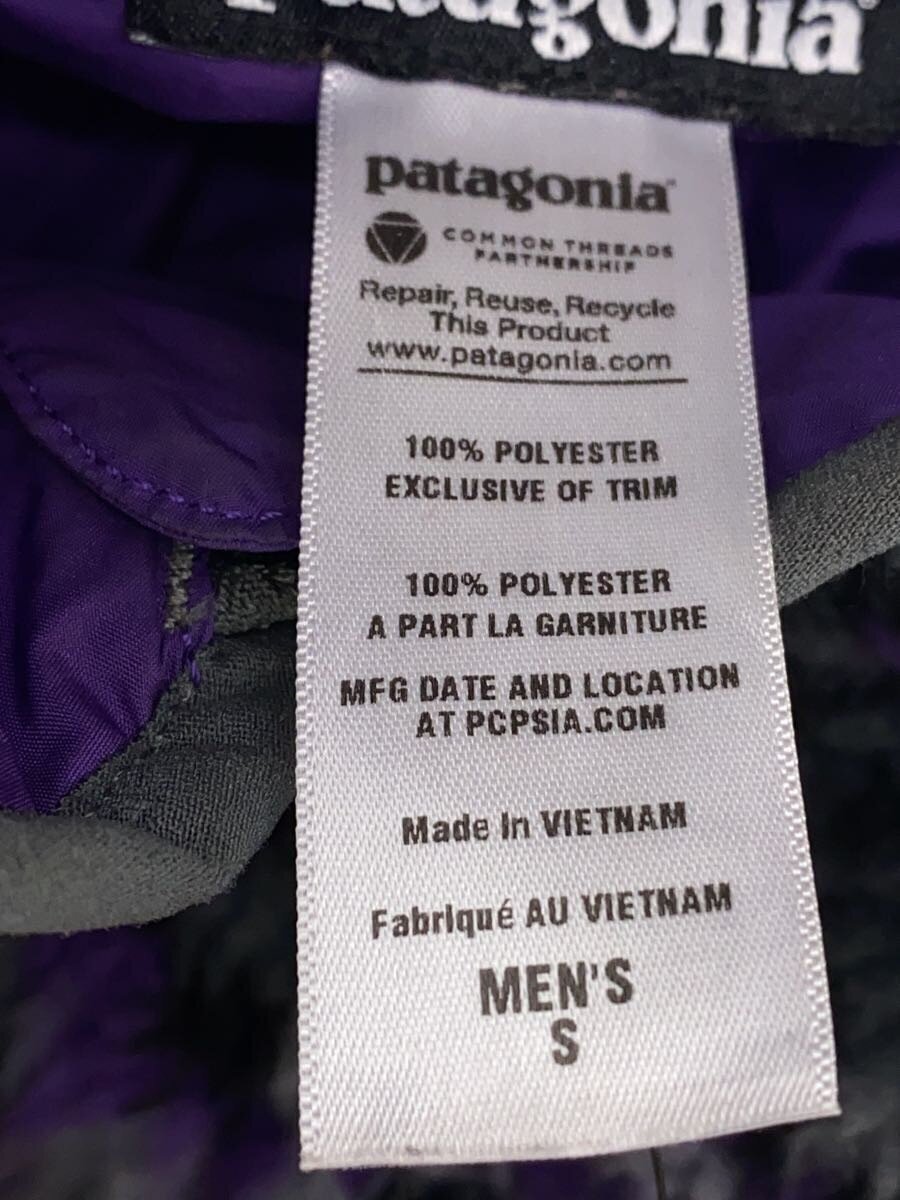 patagonia
patagonia
COMMON THREADS
PARTNERSHIP
Repair, Reuse, Recycle
This Product
www.patagonia.com
100% POLYESTER
EXCLUSIVE OF TRIM
100% POLYESTER
A PART LA GARNITURE
MFG DATE AND LOCATION
AT PCPSIA.COM
Made In VIETNAM
Fabriqué AU VIETNAM
MEN'S
S